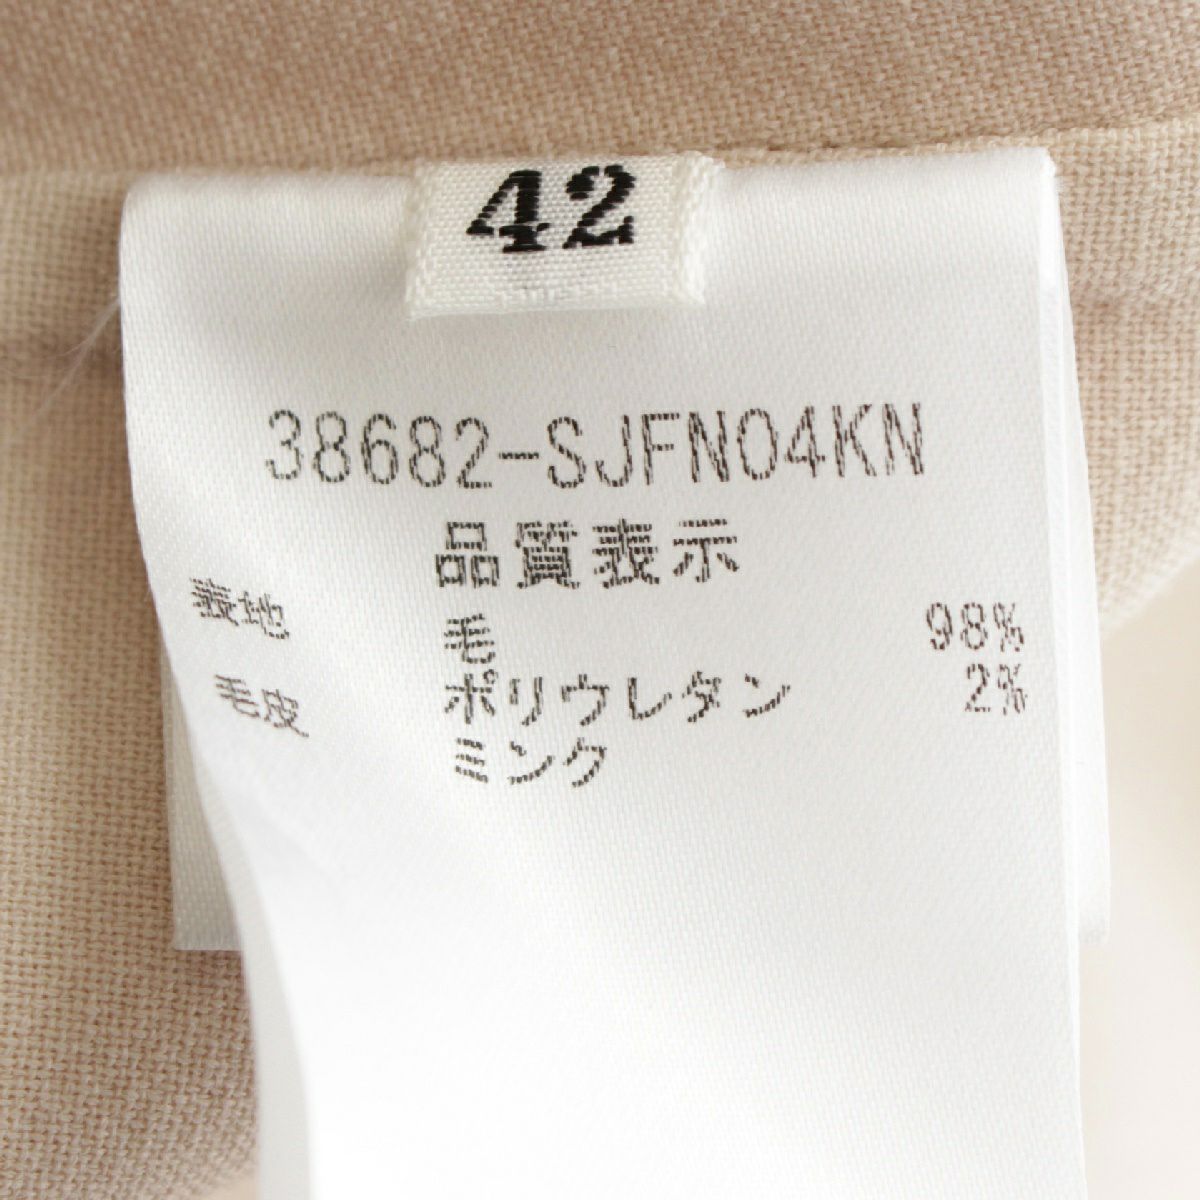 42
38682-SJFN04KN
品質表示
表地 毛 98%
ポリウレタン 2%
毛皮 ミンク